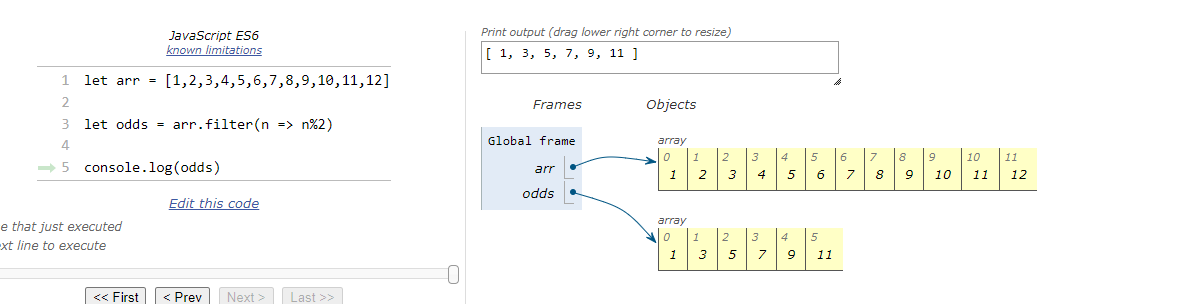 JavaScript ES6
known limitations
1 let arr = [1,2,3,4,5,6,7,8,9,10,11,12]
2
3 let odds = arr.filter(n => n%2)
4
5 console.log(odds)
Edit this code
e that just executed
xt line to execute
<< First
< Prev
Next >
Last >>
Print output (drag lower right corner to resize)
[ 1, 3, 5, 7, 9, 11 ]
Frames
Objects
Global frame
arr
odds
array
0 1 2 3 4 5 6 7 8 9 10 11
1 2 3 4 5 6 7 8 9 10 11 12
array
0 1 2 3 4 5
1 3 5 7 9 11